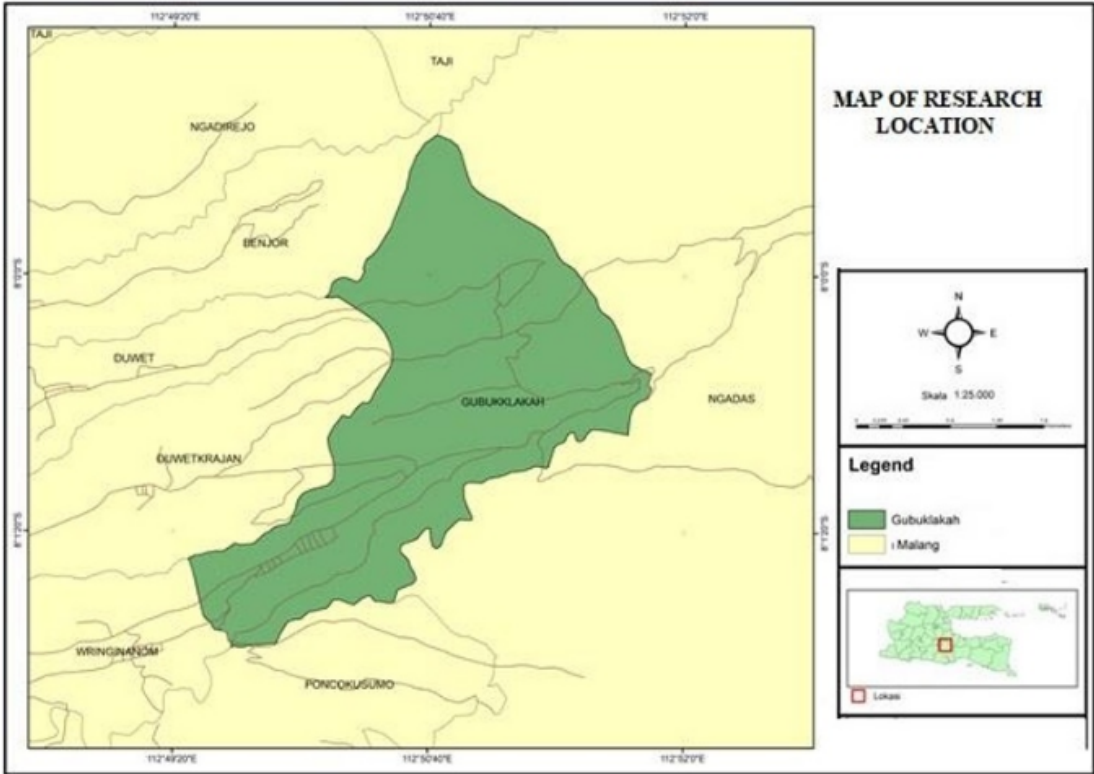 112°49'20"E
112°50'40"E
112°52'0"E
TAJI
TAJI
NGADIREJO
BENJOR
DUWET
GUBUKKLAKAH
NGADAS
DUWETKRAJAN
WRINGINANOM
PONCOKUSUMO
8°0'0"S
8°1'20"S
8°0'0"S
8°1'20"S
112°49'20"E
112°50'40"E
112°52'0"E
MAP OF RESEARCH
LOCATION
N
W
E
S
Skala 1:25.000
Legend
Gubuklakah
Malang
Lokasi